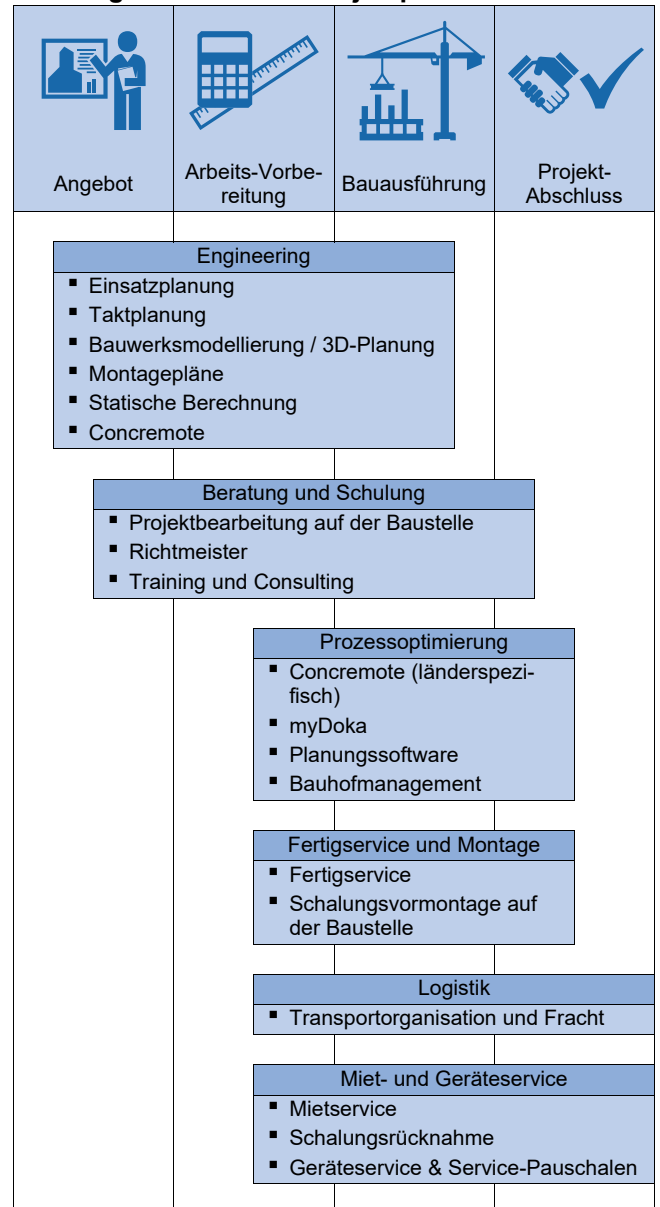 Angebot
Arbeits-Vorbe-
reitung
Bauausführung
Projekt-
Abschluss
Engineering
▪ Einsatzplanung
▪ Taktplanung
▪ Bauwerksmodellierung / 3D-Planung
▪ Montagepläne
▪ Statische Berechnung
▪ Concremote
Beratung und Schulung
▪ Projektbearbeitung auf der Baustelle
▪ Richtmeister
▪ Training und Consulting
Prozessoptimierung
▪ Concremote (länderspezi-
fisch)
▪ myDoka
▪ Planungssoftware
▪ Bauhofmanagement
Fertigservice und Montage
▪ Fertigservice
▪ Schalungsvormontage auf
der Baustelle
Logistik
▪ Transportorganisation und Fracht
Miet- und Geräteservice
▪ Mietservice
▪ Schalungsrücknahme
▪ Geräteservice & Service-Pauschalen